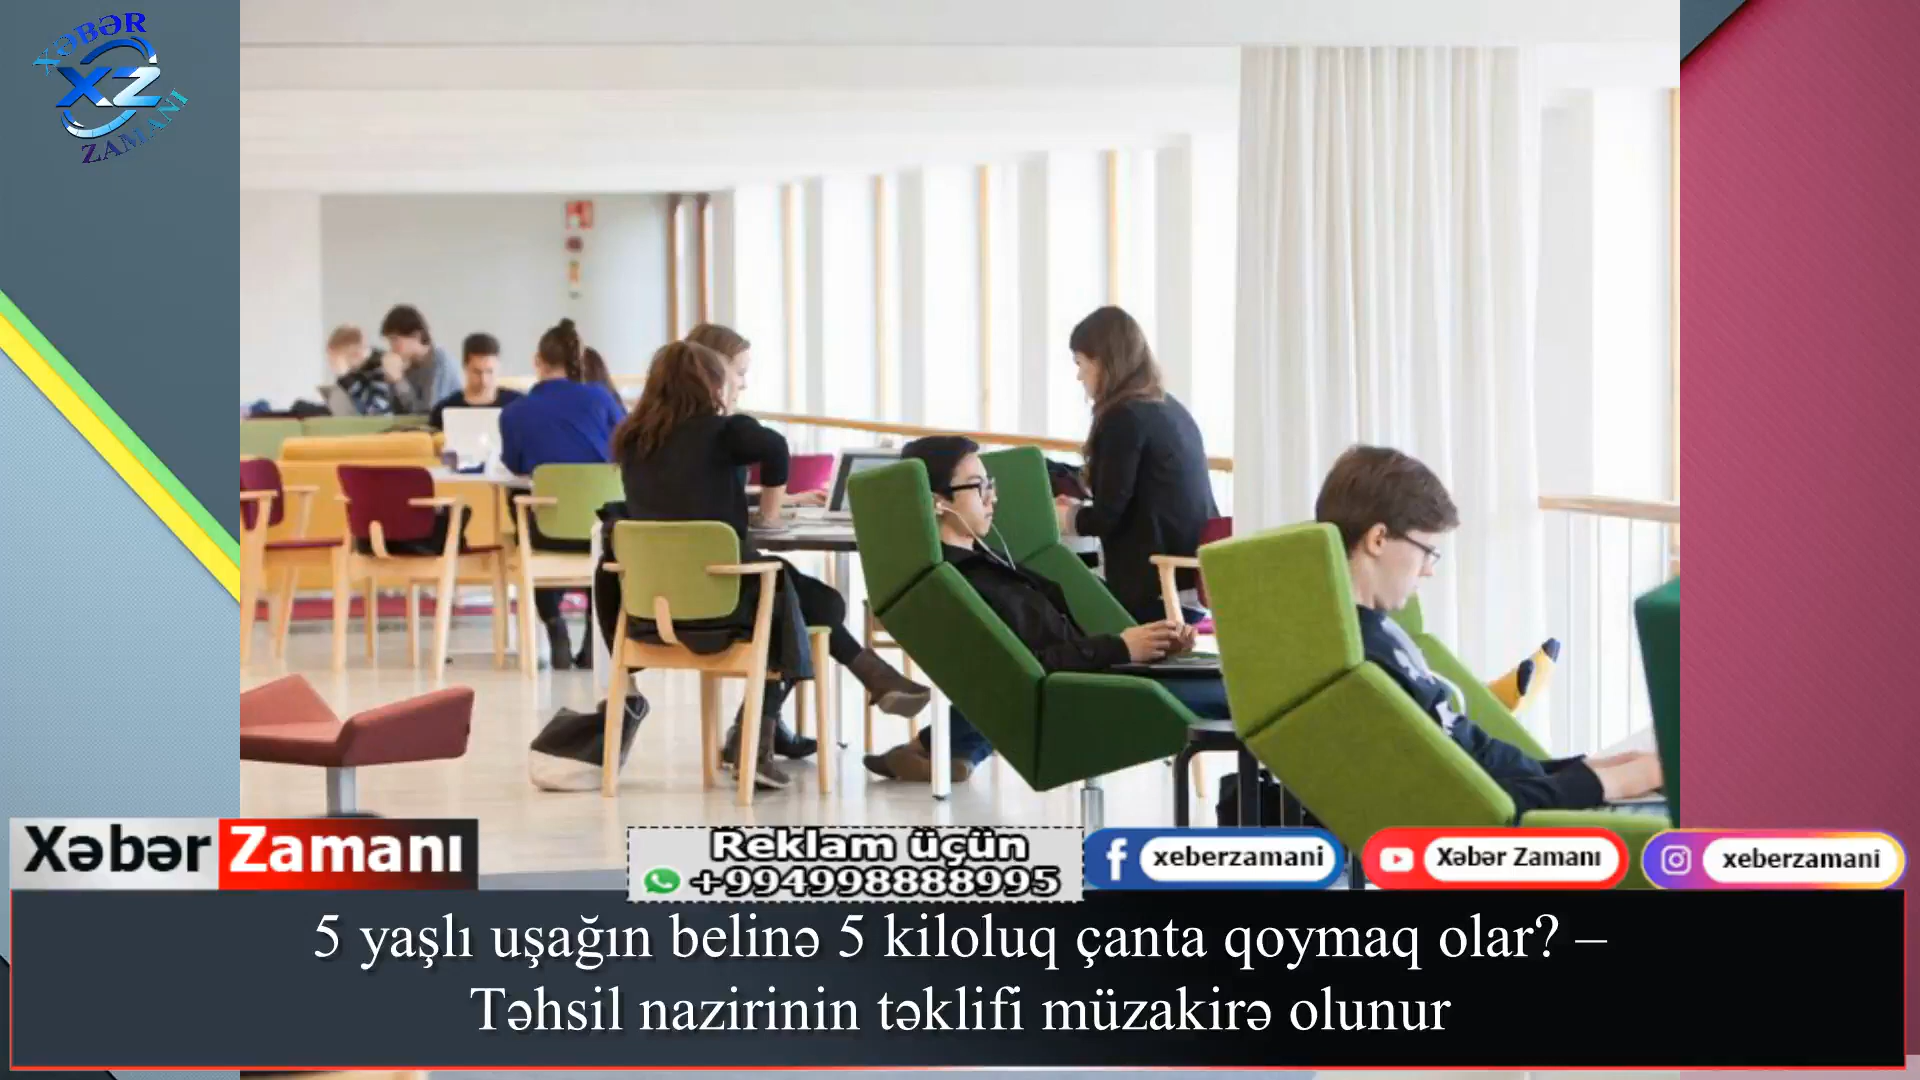 XƏBƏR
XZ
ZAMANI
Xəbər Zamanı
Reklam üçün
+994998888995
xeberzamani
Xəbər Zamanı
xeberzamani
5 yaşlı uşağın belinə 5 kiloluq çanta qoymaq olar? –
Təhsil nazirinin təklifi müzakirə olunur